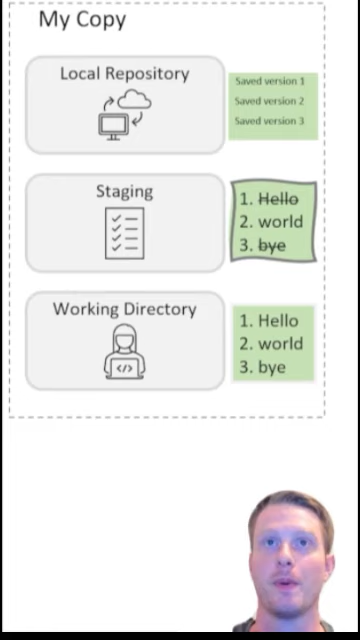 My Copy
Local Repository
Saved version 1
Saved version 2
Saved version 3
Staging
1. Hello
2. world
3. bye
Working Directory
</>
1. Hello
2. world
3. bye